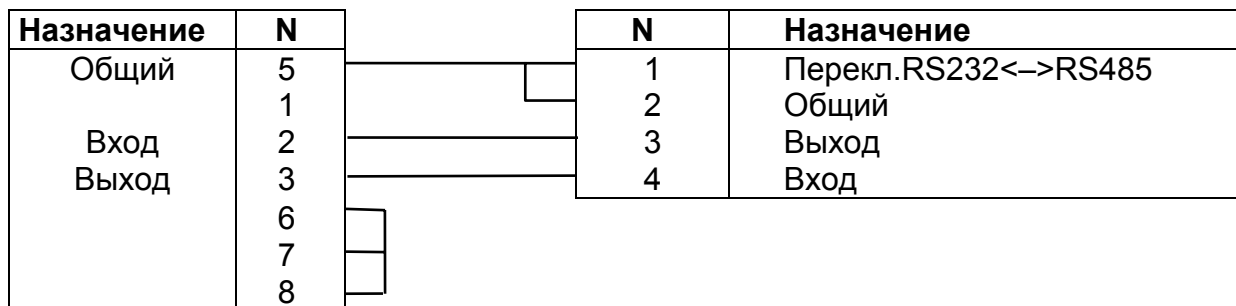 Назначение N N Назначение
Общий 5 1 Перекл.RS232<–>RS485
1 2 Общий
Вход 2 3 Выход
Выход 3 4 Вход
6
7
8